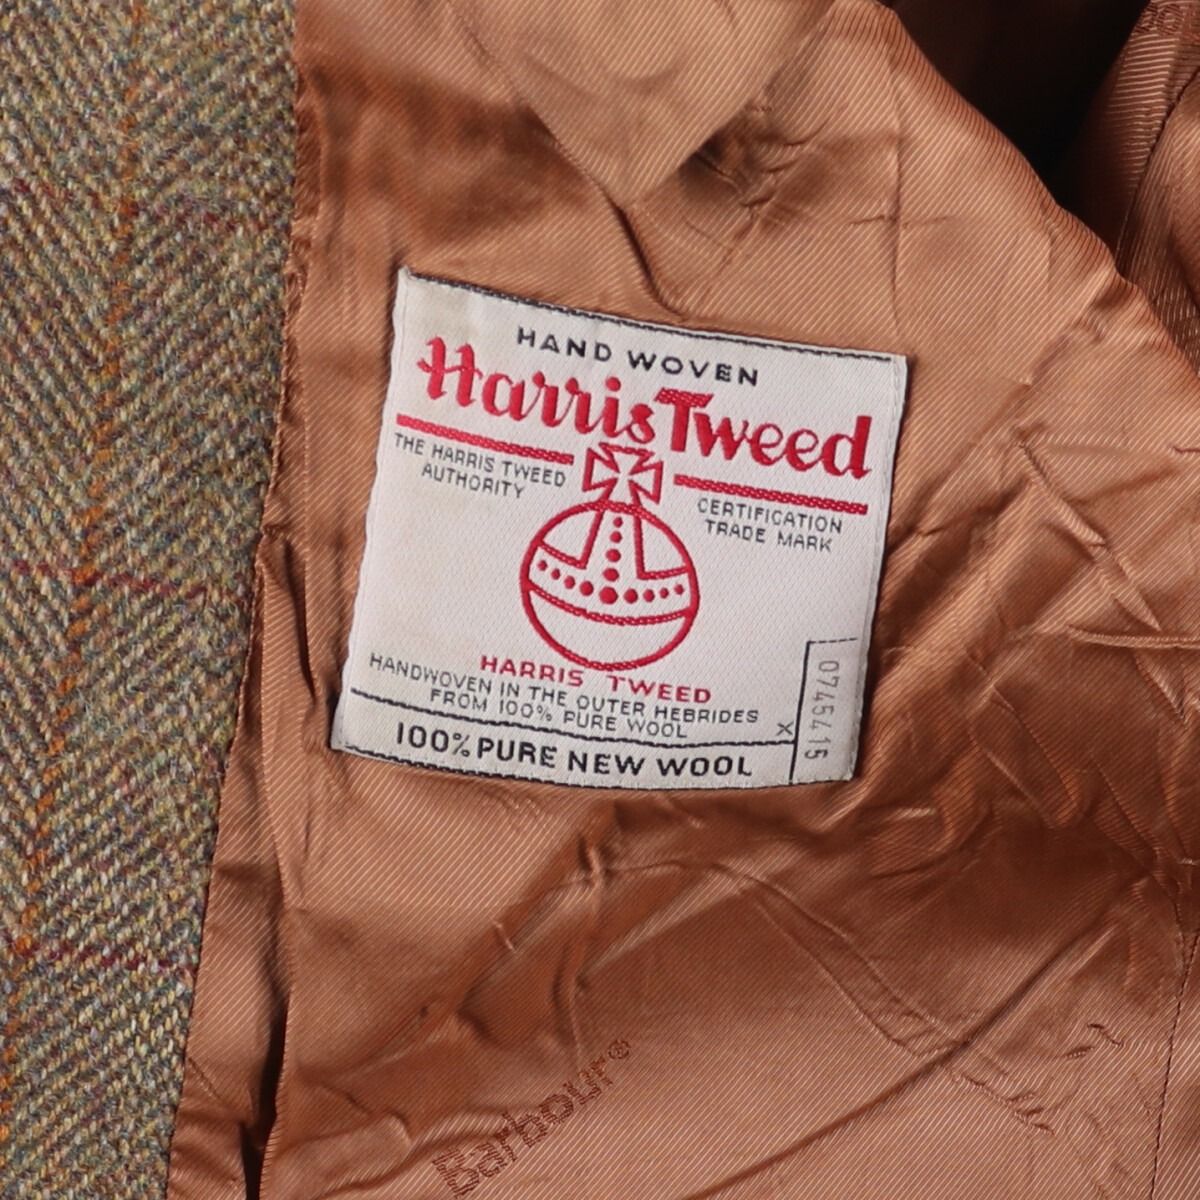 HAND WOVEN
Harris Tweed
THE HARRIS TWEED
AUTHORITY
CERTIFICATION
TRADE MARK
HARRIS TWEED
HANDWOVEN IN THE OUTER HEBRIDES
FROM 100% PURE WOOL
X
100% PURE NEW WOOL
0745415
Barbour®